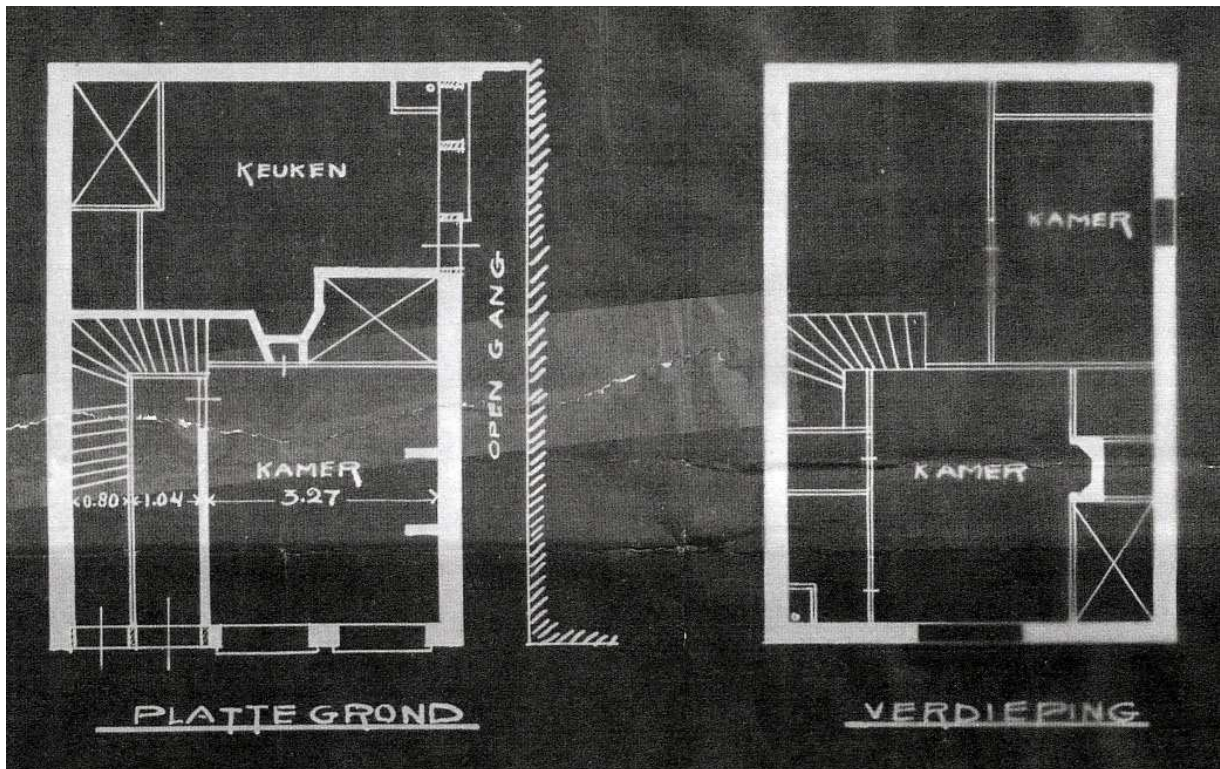 KEUKEN
OPEN GANG
KAMER
0.80 1.04 3.27
PLATTE GROND
KAMER
KAMER
VERDIEPING